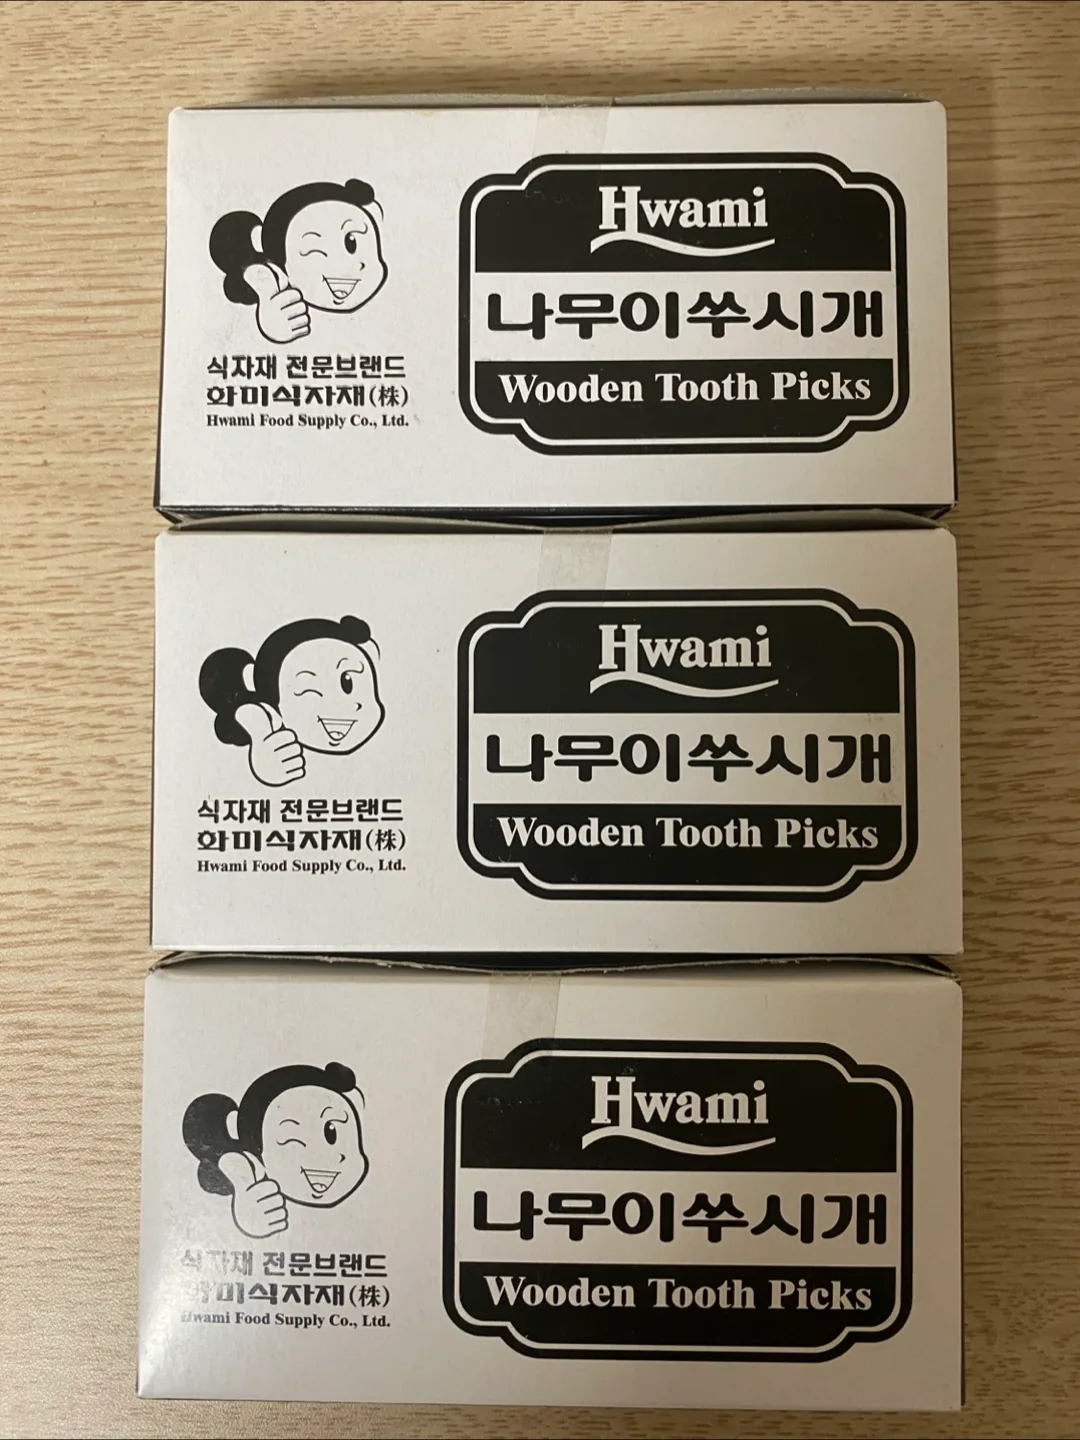 Hwami
나무이쑤시개
Wooden Tooth Picks
식자재 전문브랜드
화미식자재(株)
Hwami Food Supply Co., Ltd.
Hwami
나무이쑤시개
Wooden Tooth Picks
식자재 전문브랜드
화미식자재(株)
Hwami Food Supply Co., Ltd.
Hwami
나무이쑤시개
Wooden Tooth Picks
식자재 전문브랜드
화미식자재(株)
Hwami Food Supply Co., Ltd.